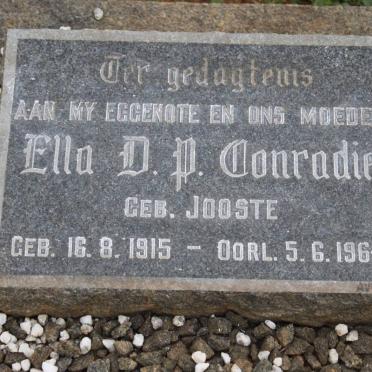 Ter gedagtenis
AAN MY EGGENOTE EN ONS MOEDE
Ella D. P. Conradie
GEB. JOOSTE
GEB. 16. 8. 1915 – OORL. 5. 6. 196